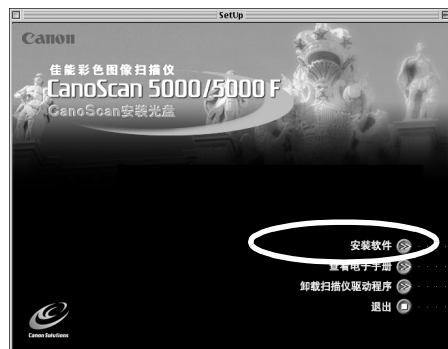 SetUp
Canon
佳能彩色图像扫描仪
CanoScan 5000/5000 F
CanoScan安装光盘
安装软件
查看电子手册
卸载扫描仪驱动程序
退出
Canon Solutions